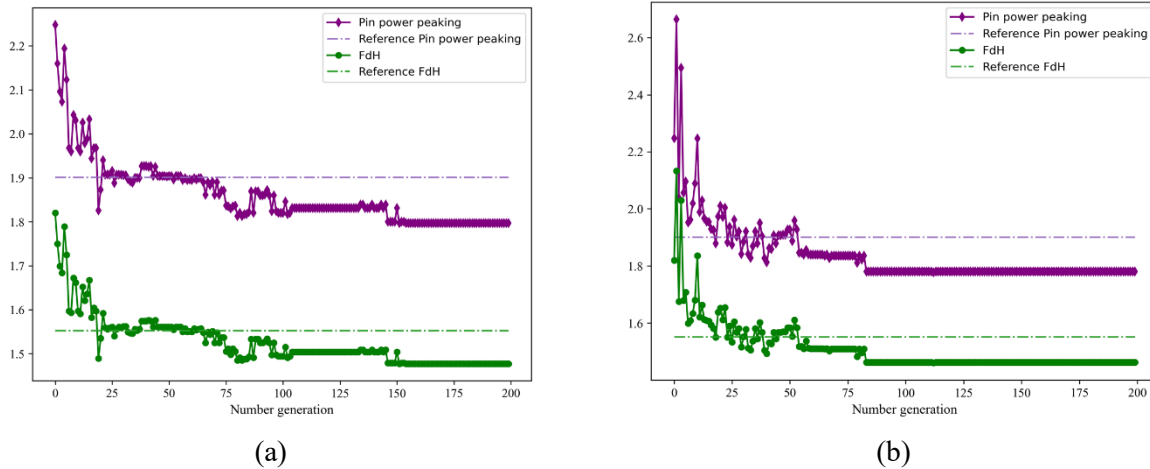 Pin power peaking
Reference Pin power peaking
FdH
Reference FdH
2.2
2.1
2.0
1.9
1.8
1.7
1.6
1.5
0 25 50 75 100 125 150 175 200
Number generation
(a)
Pin power peaking
Reference Pin power peaking
FdH
Reference FdH
2.6
2.4
2.2
2.0
1.8
1.6
0 25 50 75 100 125 150 175 200
Number generation
(b)